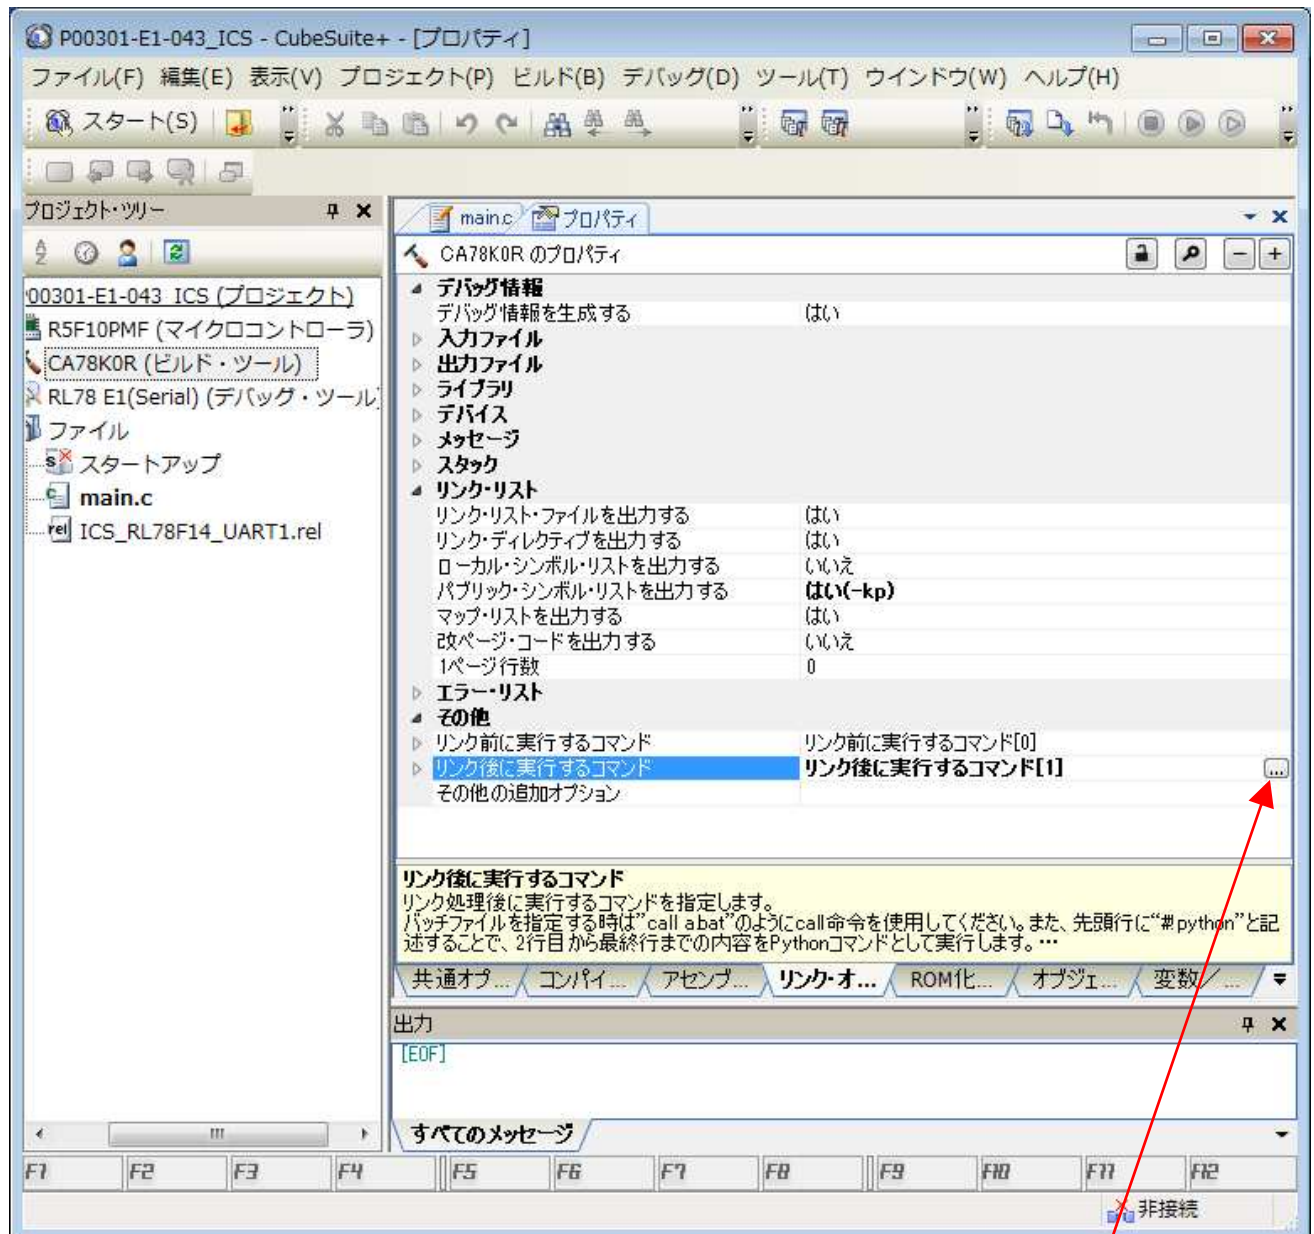 P00301-E1-043_ICS - CubeSuite+ - [プロパティ]
ファイル(F) 編集(E) 表示(V) プロジェクト(P) ビルド(B) デバッグ(D) ツール(T) ウインドウ(W) ヘルプ(H)
スタート(S)
プロジェクト・ツリー
main.c プロパティ
CA78K0R のプロパティ
00301-E1-043_ICS (プロジェクト)
R5F10PMF (マイクロコントローラ)
CA78K0R (ビルド・ツール)
RL78 E1(Serial) (デバッグ・ツール)
ファイル
スタートアップ
main.c
ICS_RL78F14_UART1.rel
デバッグ情報
デバッグ情報を生成する はい
入力ファイル
出力ファイル
ライブラリ
デバイス
メッセージ
スタック
リンク・リスト
リンク・リスト・ファイルを出力する はい
リンク・ディレクティブを出力する はい
ローカル・シンボル・リストを出力する いいえ
パブリック・シンボル・リストを出力する はい(-kp)
マップ・リストを出力する はい
改ページ・コードを出力する いいえ
1ページ行数 0
エラー・リスト
その他
リンク前に実行するコマンド リンク前に実行するコマンド[0]
リンク後に実行するコマンド リンク後に実行するコマンド[1] ...
その他の追加オプション
リンク後に実行するコマンド
リンク処理後に実行するコマンドを指定します。
バッチファイルを指定する時は"call a.bat"のようにcall命令を使用してください。また、先頭行に"#!python"と記
述することで、2行目から最終行までの内容をPythonコマンドとして実行します。…
共通オプ... コンパイ... アセンブ... リンク・オ... ROM化... オブジェ... 変数／...
出力
[EOF]
すべてのメッセージ
F1 F2 F3 F4 F5 F6 F7 F8 F9 F10 F11 F12
非接続